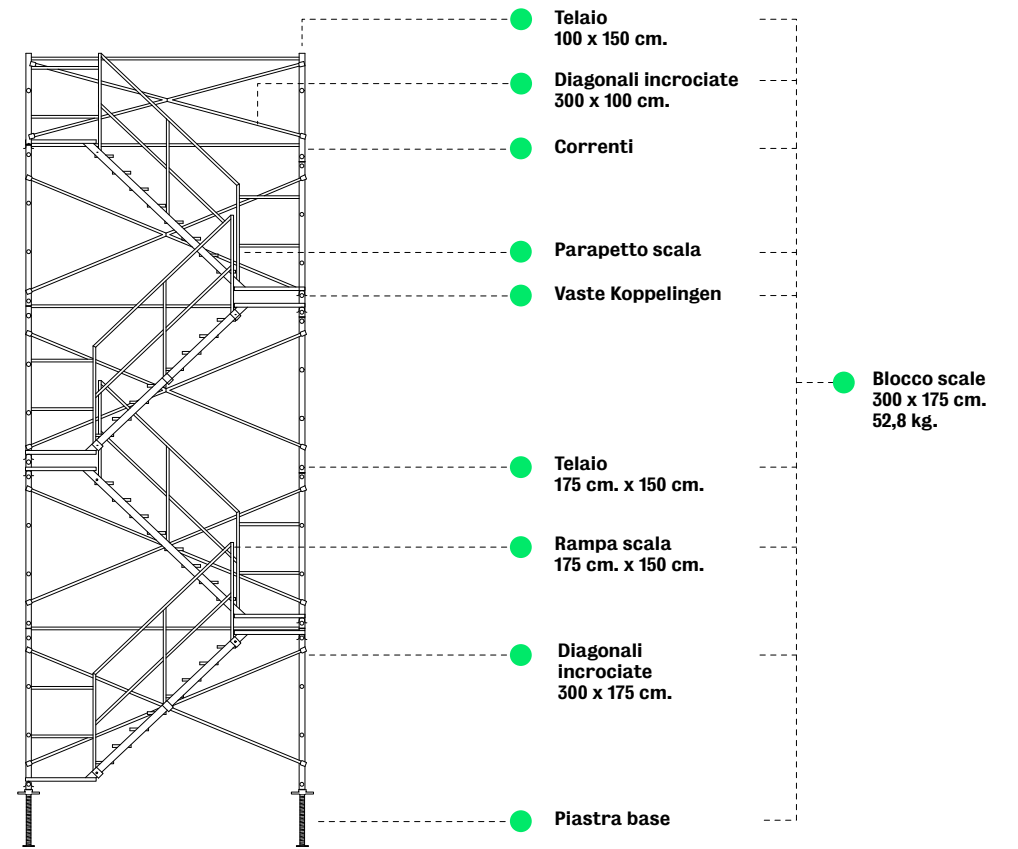 Telaio
100 x 150 cm.
Diagonali incrociate
300 x 100 cm.
Correnti
Parapetto scala
Vaste Koppelingen
Blocco scale
300 x 175 cm.
52,8 kg.
Telaio
175 cm. x 150 cm.
Rampa scala
175 cm. x 150 cm.
Diagonali
incrociate
300 x 175 cm.
Piastra base